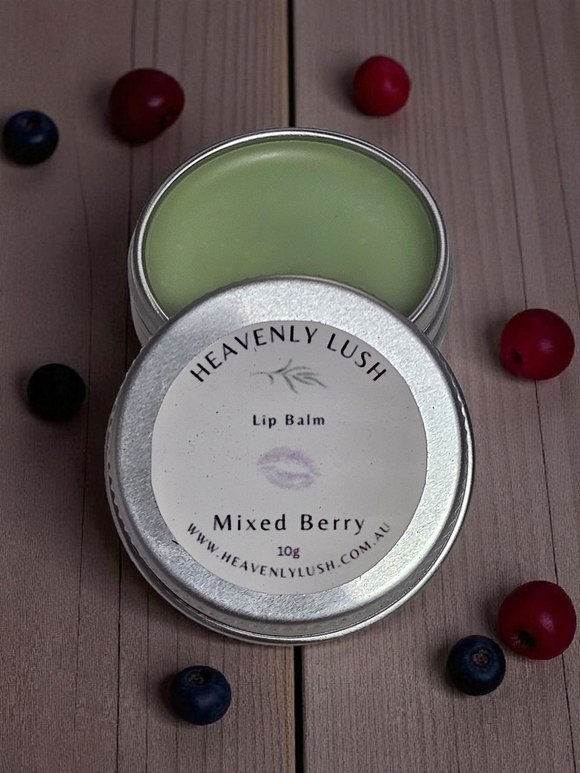 HEAVENLY LUSH
Lip Balm
Mixed Berry
10g
WWW.HEAVENLYLUSH.COM.AU